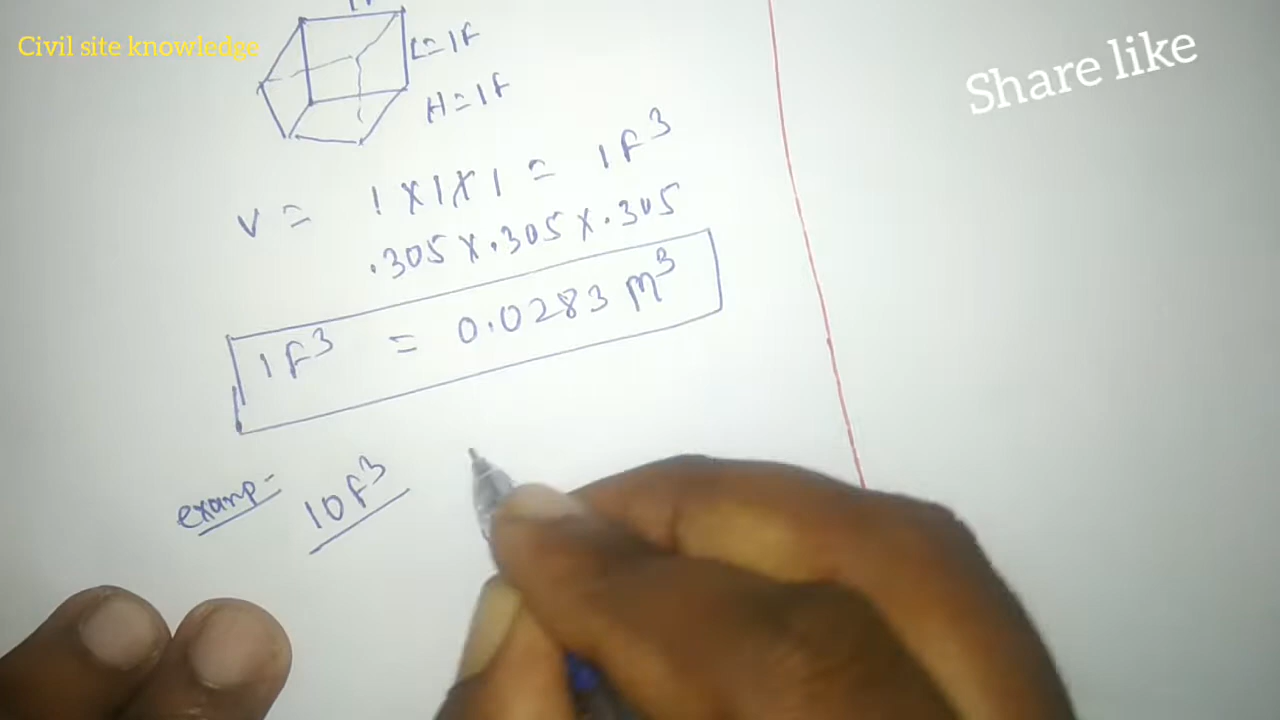 Civil site knowledge
Share like
L=1F
H=1F
V = 1 X 1 X 1 = 1F³
.305 X .305 X .305
1F³ = 0.0283 M³
examp:- 10F³